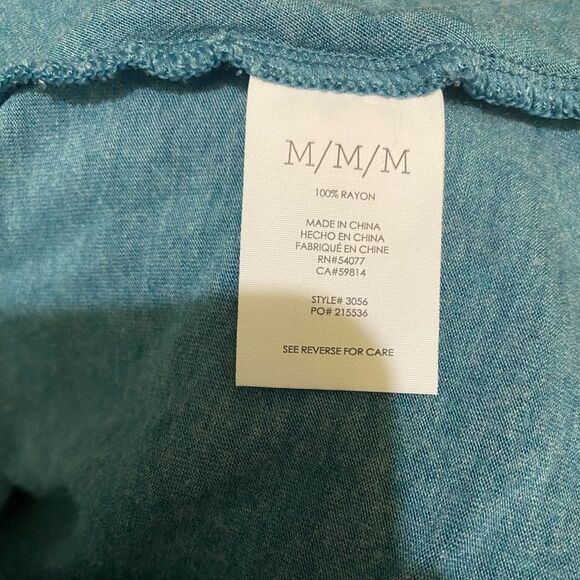 M/M/M
100% RAYON
MADE IN CHINA
HECHO EN CHINA
FABRIQUÉ EN CHINE
RN#54077
CA#59814
STYLE# 3056
PO# 215536
SEE REVERSE FOR CARE